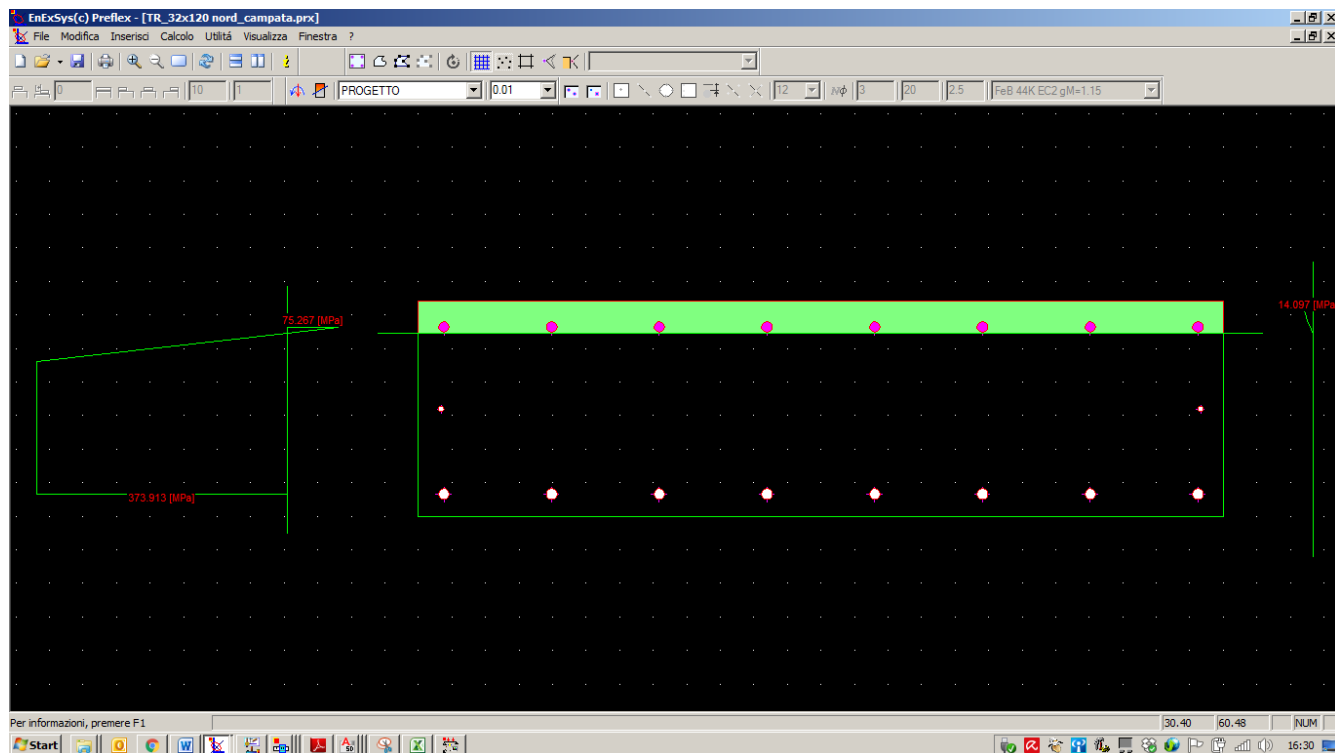 EnExSys(c) Preflex - [TR_32x120 nord_campata.prx]
File Modifica Inserisci Calcolo Utilitá Visualizza Finestra ?
0 10 1 PROGETTO 0.01 12 Nϕ 3 20 2.5 FeB 44K EC2 gM=1.15
75.267 [MPa]
14.097 [MPa
373.913 [MPa]
Per informazioni, premere F1 30.40 60.48 NUM
Start 16:30